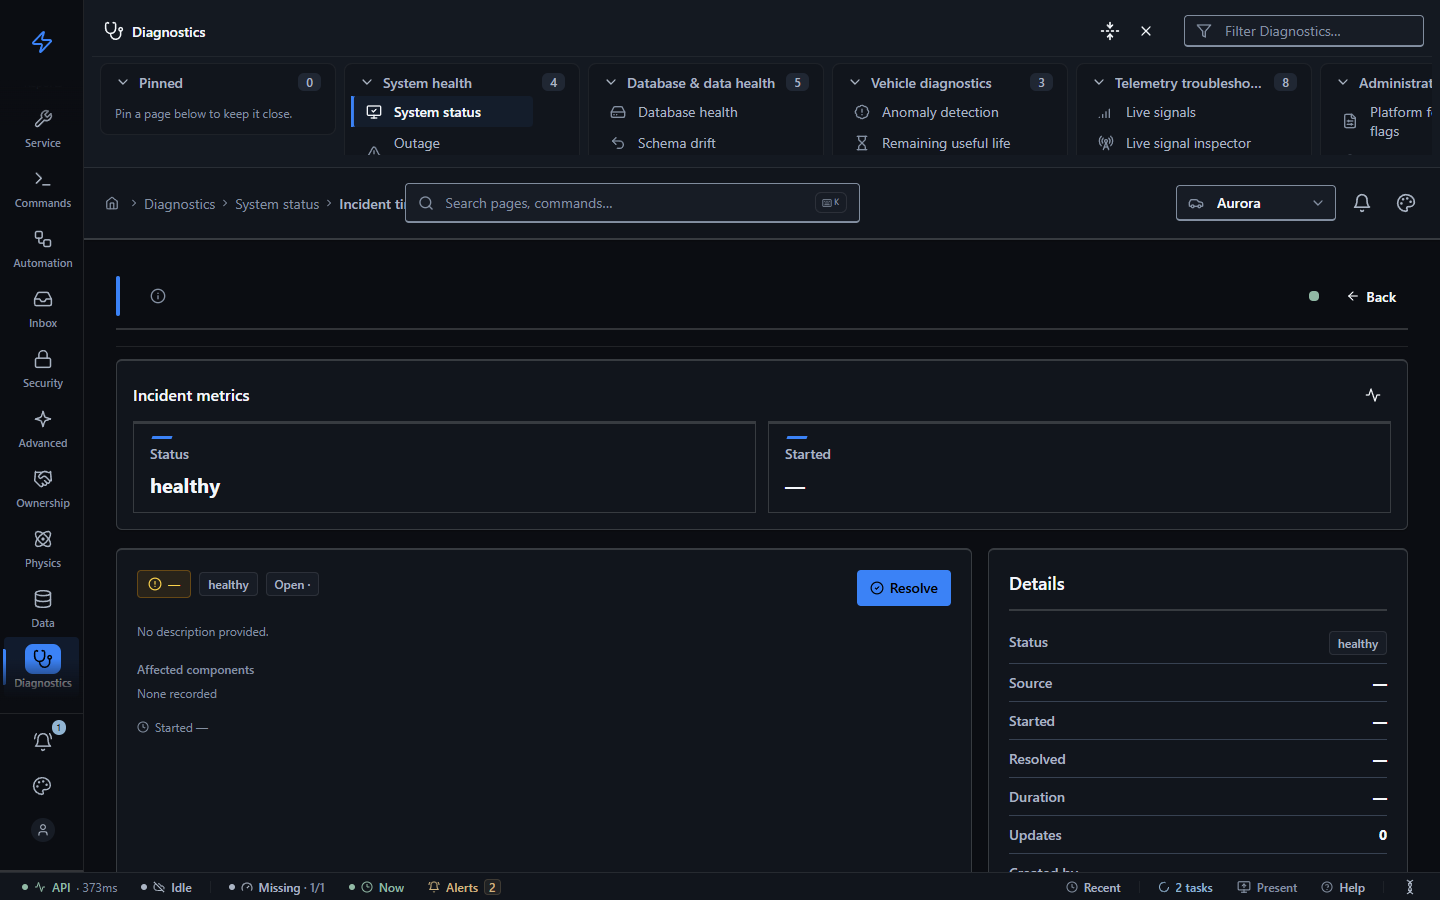 Diagnostics
Filter Diagnostics...
Pinned 0
Pin a page below to keep it close.
System health 4
System status
Outage
Database & data health 5
Database health
Schema drift
Vehicle diagnostics 3
Anomaly detection
Remaining useful life
Telemetry troublesho... 8
Live signals
Live signal inspector
Administrat
Platform f
flags
Diagnostics
System status
Incident ti
Search pages, commands...
K
Aurora
Service
Commands
Automation
Inbox
Security
Advanced
Ownership
Physics
Data
Diagnostics
1
Back
Incident metrics
Status
healthy
Started
—
—
healthy
Open ·
Resolve
No description provided.
Affected components
None recorded
Started —
Details
Status healthy
Source —
Started —
Resolved —
Duration —
Updates 0
API · 373ms
Idle
Missing · 1/1
Now
Alerts 2
Recent
2 tasks
Present
Help